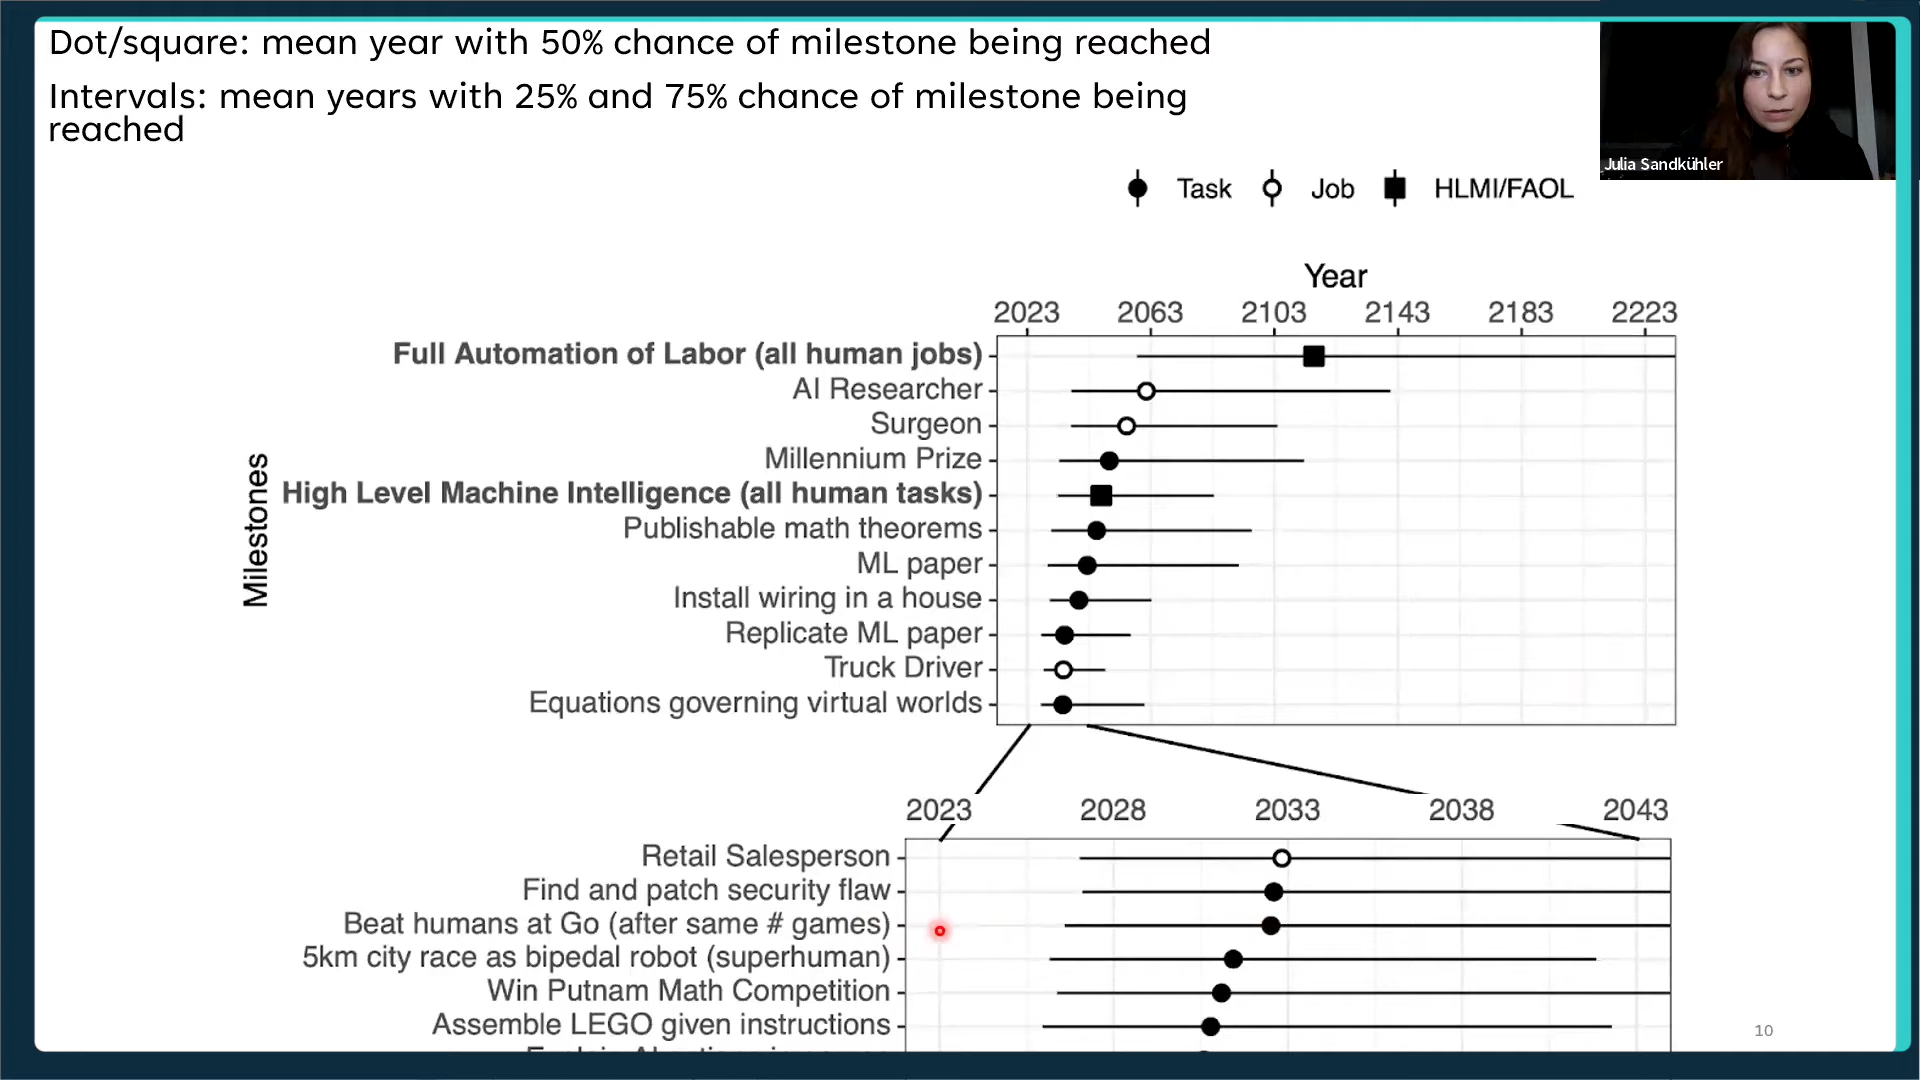 Dot/square: mean year with 50% chance of milestone being reached
Intervals: mean years with 25% and 75% chance of milestone being
reached
Julia Sandkühler
Task Job HLMI/FAOL
Year
2023 2063 2103 2143 2183 2223
Milestones
Full Automation of Labor (all human jobs)
AI Researcher
Surgeon
Millennium Prize
High Level Machine Intelligence (all human tasks)
Publishable math theorems
ML paper
Install wiring in a house
Replicate ML paper
Truck Driver
Equations governing virtual worlds
2023 2028 2033 2038 2043
Retail Salesperson
Find and patch security flaw
Beat humans at Go (after same # games)
5km city race as bipedal robot (superhuman)
Win Putnam Math Competition
Assemble LEGO given instructions
10